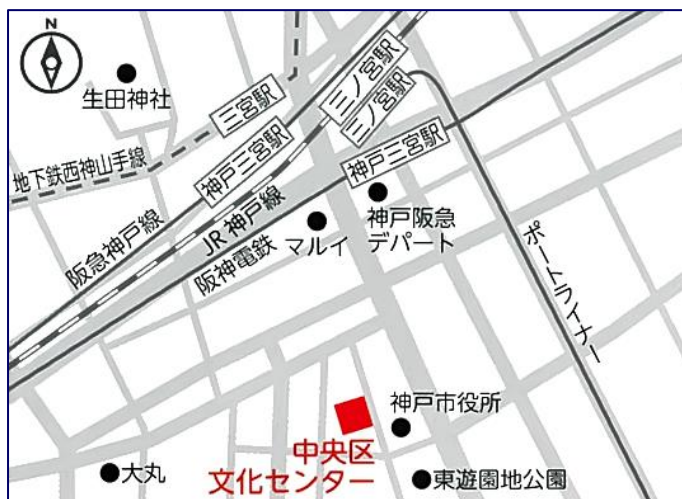 N
生田神社
三宮駅
三ノ宮駅
三ノ宮駅
神戸三宮駅
神戸三宮駅
地下鉄西神山手線
阪急神戸線
JR神戸線
阪神電鉄
マルイ
神戸阪急
デパート
ポートライナー
神戸市役所
中央区
文化センター
大丸
東遊園地公園